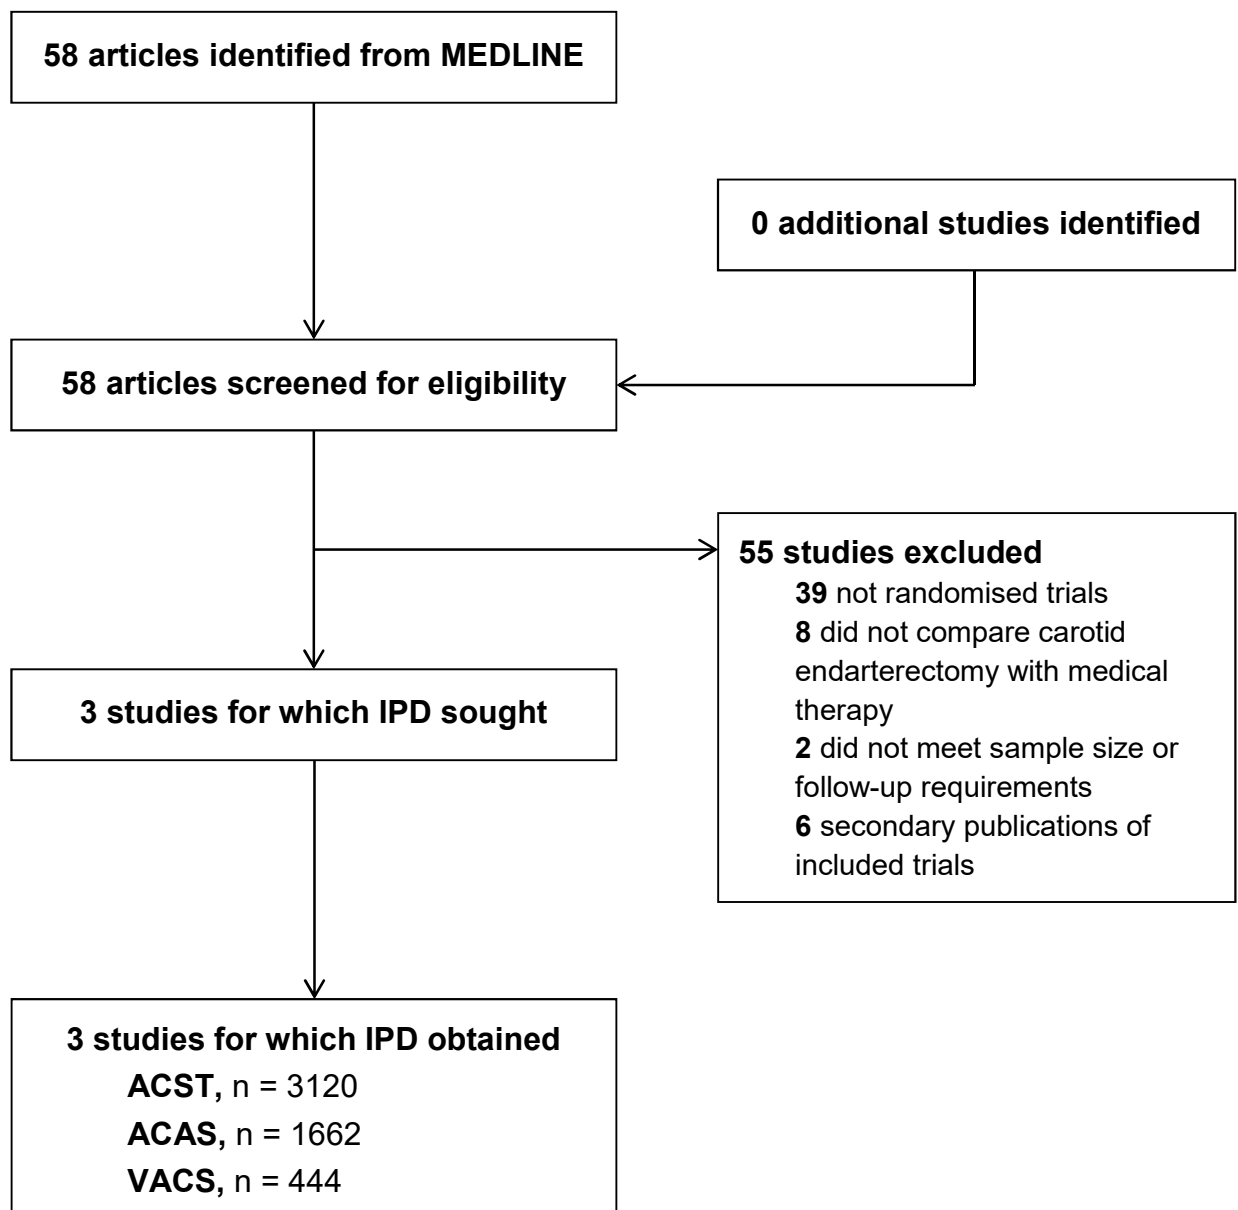 58 articles identified from MEDLINE
0 additional studies identified
58 articles screened for eligibility
55 studies excluded
39 not randomised trials
8 did not compare carotid
endarterectomy with medical
therapy
2 did not meet sample size or
follow-up requirements
6 secondary publications of
included trials
3 studies for which IPD sought
3 studies for which IPD obtained
ACST, n = 3120
ACAS, n = 1662
VACS, n = 444